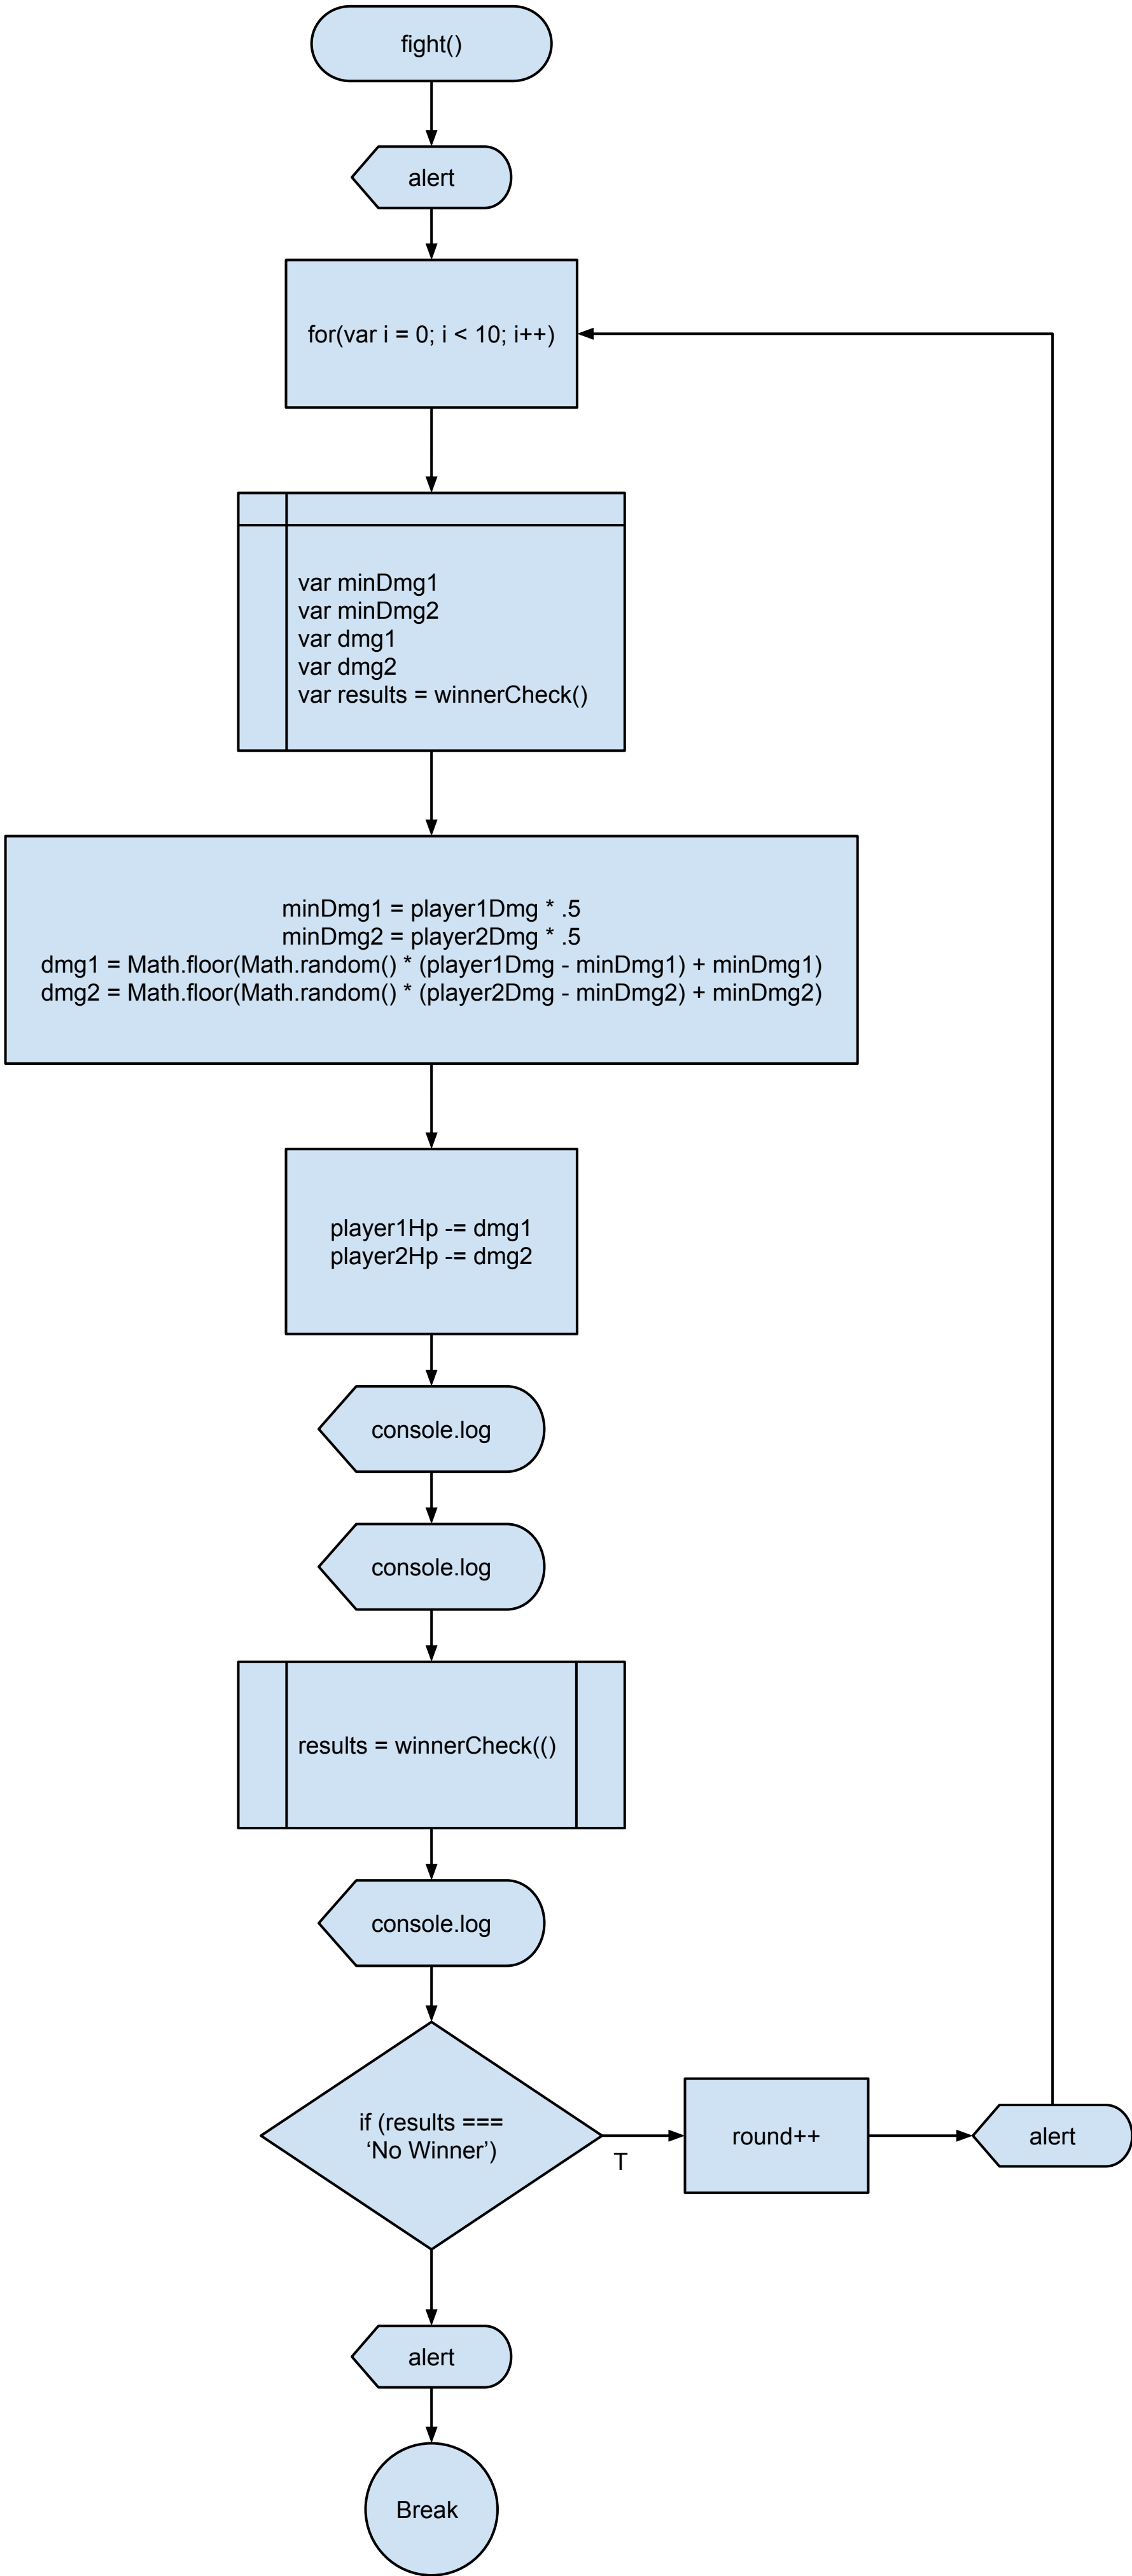 fight()
alert
for(var i = 0; i < 10; i++)
var minDmg1
var minDmg2
var dmg1
var dmg2
var results = winnerCheck()
minDmg1 = player1Dmg * .5
minDmg2 = player2Dmg * .5
dmg1 = Math.floor(Math.random() * (player1Dmg - minDmg1) + minDmg1)
dmg2 = Math.floor(Math.random() * (player2Dmg - minDmg2) + minDmg2)
player1Hp -= dmg1
player2Hp -= dmg2
console.log
console.log
results = winnerCheck(()
console.log
if (results ===
‘No Winner’)
T
round++
alert
alert
Break